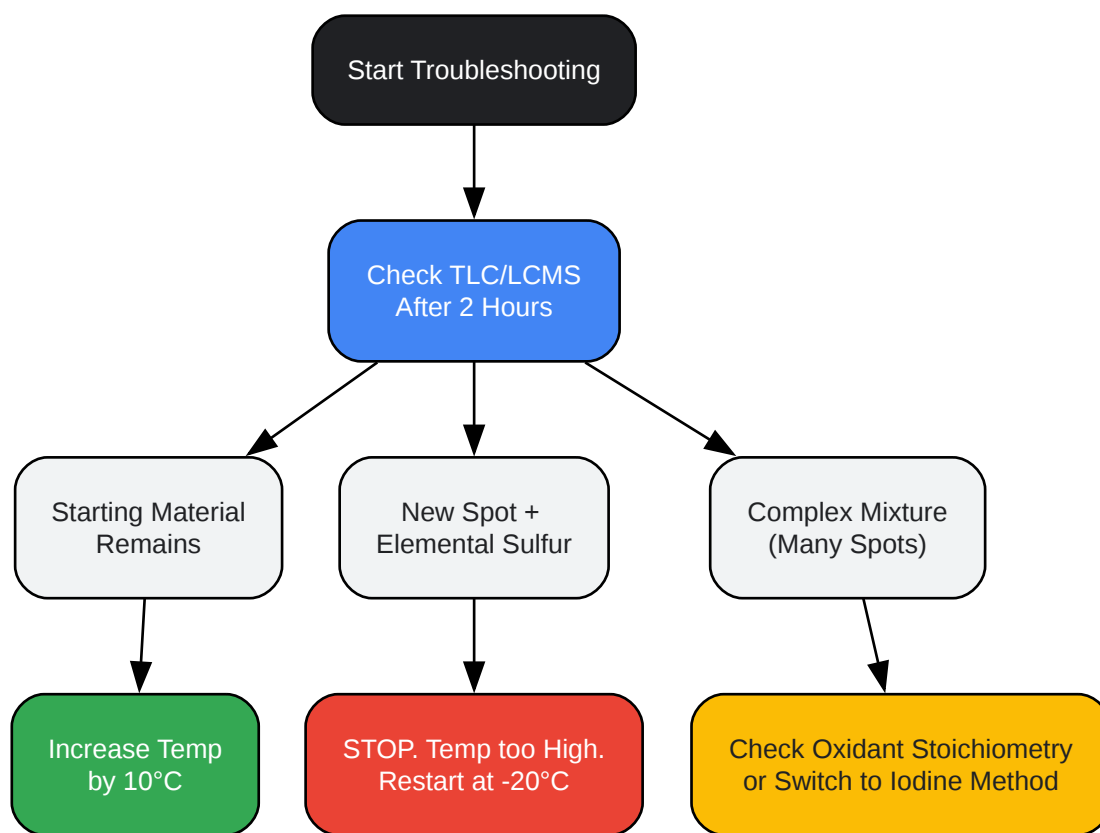 Start Troubleshooting
Check TLC/LCMS
After 2 Hours
Starting Material
Remains
New Spot +
Elemental Sulfur
Complex Mixture
(Many Spots)
Increase Temp
by 10°C
STOP. Temp too High.
Restart at -20°C
Check Oxidant Stoichiometry
or Switch to Iodine Method